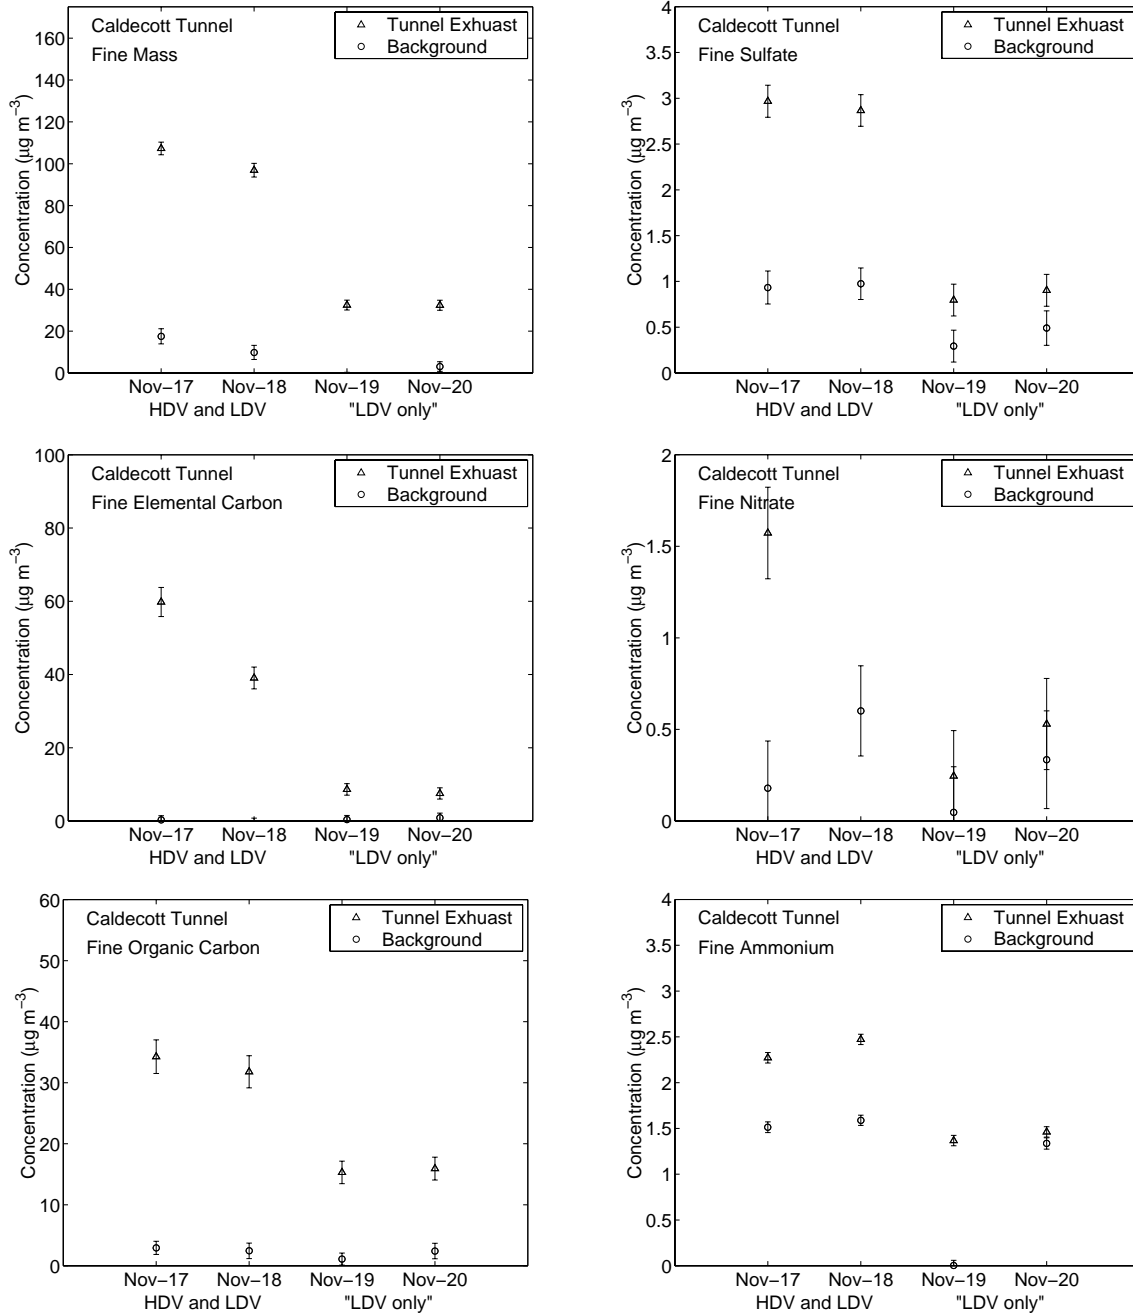 Caldecott Tunnel
Fine Mass
Tunnel Exhuast
Background
Concentration (μg m⁻³)
0
20
40
60
80
100
120
140
160
Nov−17
Nov−18
Nov−19
Nov−20
HDV and LDV
"LDV only"
Caldecott Tunnel
Fine Sulfate
Tunnel Exhuast
Background
Concentration (μg m⁻³)
0
0.5
1
1.5
2
2.5
3
3.5
4
Nov−17
Nov−18
Nov−19
Nov−20
HDV and LDV
"LDV only"
Caldecott Tunnel
Fine Elemental Carbon
Tunnel Exhuast
Background
Concentration (μg m⁻³)
0
20
40
60
80
100
Nov−17
Nov−18
Nov−19
Nov−20
HDV and LDV
"LDV only"
Caldecott Tunnel
Fine Nitrate
Tunnel Exhuast
Background
Concentration (μg m⁻³)
0
0.5
1
1.5
2
Nov−17
Nov−18
Nov−19
Nov−20
HDV and LDV
"LDV only"
Caldecott Tunnel
Fine Organic Carbon
Tunnel Exhuast
Background
Concentration (μg m⁻³)
0
10
20
30
40
50
60
Nov−17
Nov−18
Nov−19
Nov−20
HDV and LDV
"LDV only"
Caldecott Tunnel
Fine Ammonium
Tunnel Exhuast
Background
Concentration (μg m⁻³)
0
0.5
1
1.5
2
2.5
3
3.5
4
Nov−17
Nov−18
Nov−19
Nov−20
HDV and LDV
"LDV only"